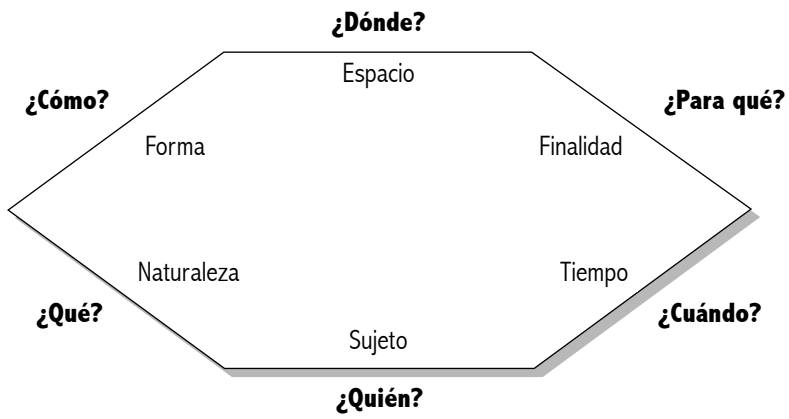 ¿Dónde?
Espacio
¿Cómo?
¿Para qué?
Forma
Finalidad
Naturaleza
Tiempo
¿Qué?
¿Cuándo?
Sujeto
¿Quién?